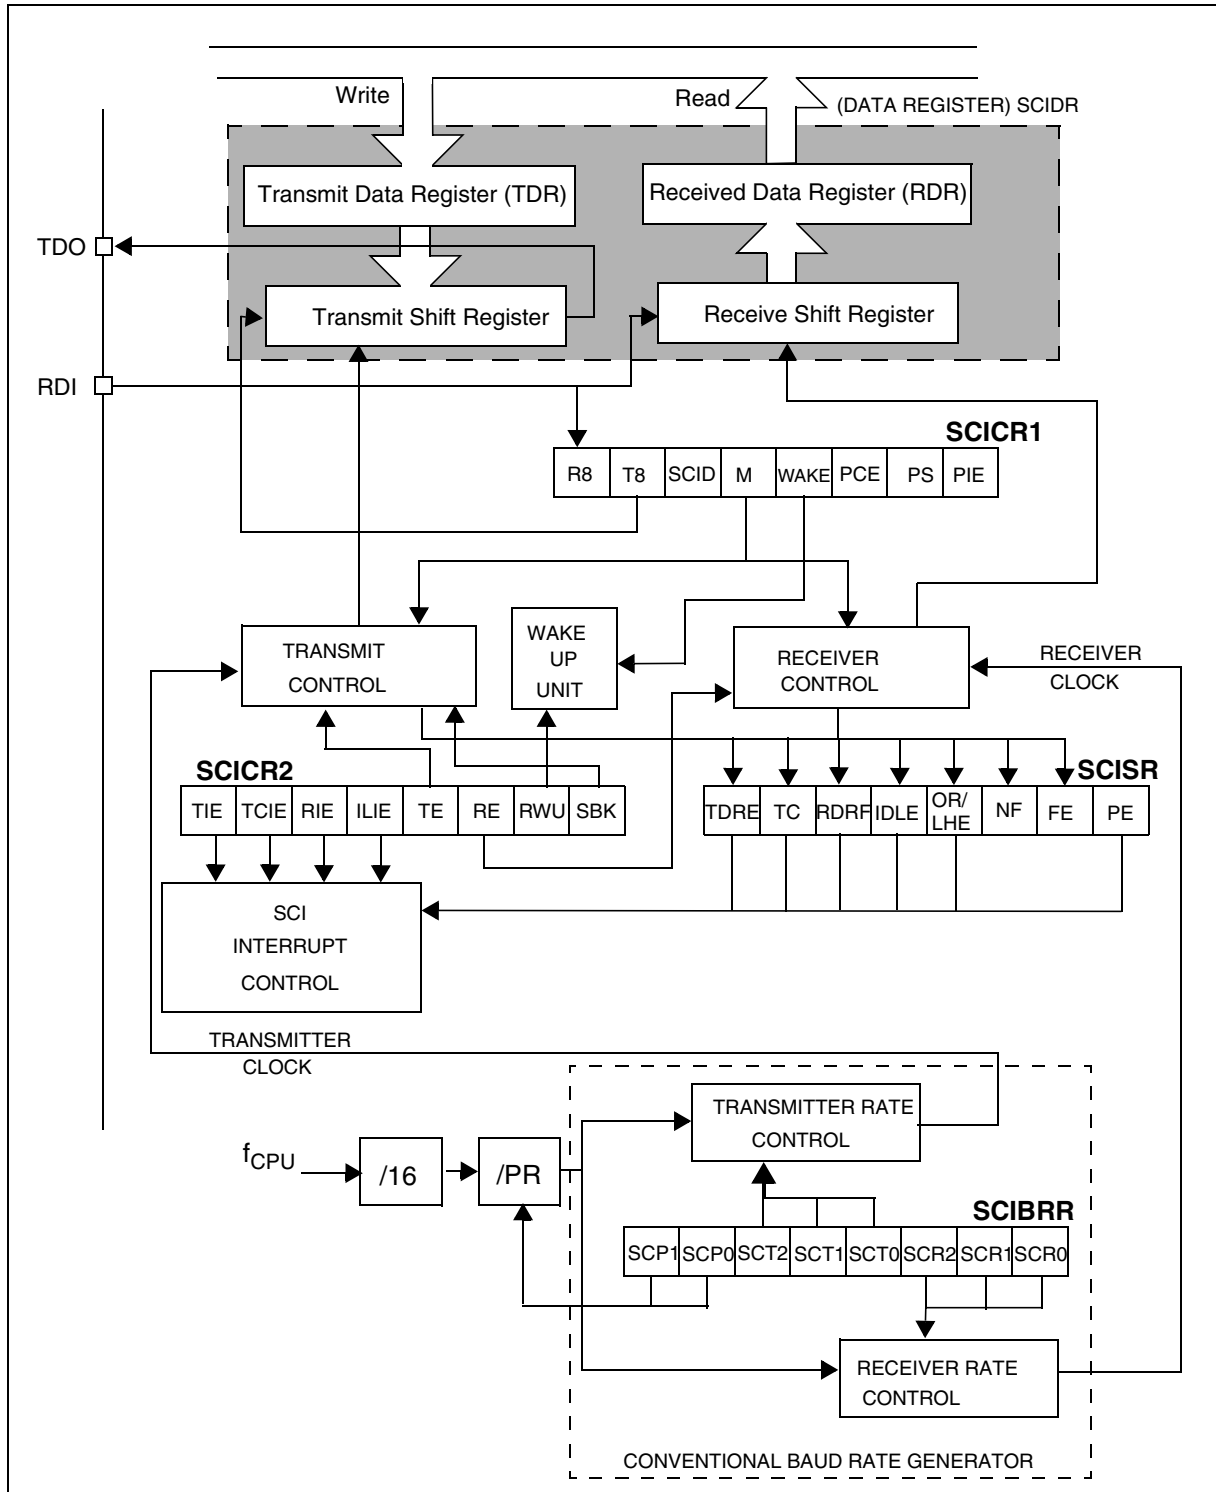 Write
Read
(DATA REGISTER) SCIDR
Transmit Data Register (TDR)
Received Data Register (RDR)
TDO
Transmit Shift Register
Receive Shift Register
RDI
SCICR1
R8 T8 SCID M WAKE PCE PS PIE
TRANSMIT
CONTROL
WAKE
UP
UNIT
RECEIVER
CONTROL
RECEIVER
CLOCK
SCICR2
TIE TCIE RIE ILIE TE RE RWU SBK
SCISR
TDRE TC RDRF IDLE OR/
LHE NF FE PE
SCI
INTERRUPT
CONTROL
TRANSMITTER
CLOCK
TRANSMITTER RATE
CONTROL
fCPU
/16
/PR
SCIBRR
SCP1 SCP0 SCT2 SCT1 SCT0 SCR2 SCR1 SCR0
RECEIVER RATE
CONTROL
CONVENTIONAL BAUD RATE GENERATOR